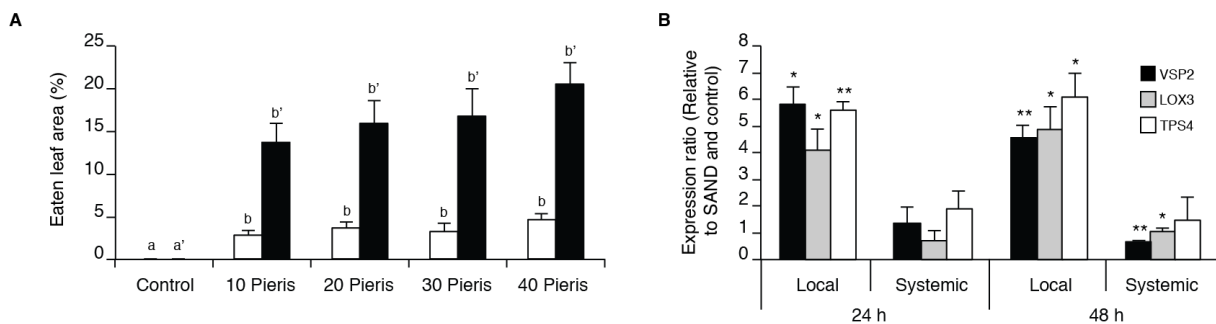 A
Eaten leaf area (%)
25
20
15
10
5
0
a a’
b b’
b b’
b b’
b b’
Control 10 Pieris 20 Pieris 30 Pieris 40 Pieris
B
Expression ratio (Relative
to SAND and control)
8
7
6
5
4
3
2
1
0
* * **
** * *
** *
VSP2
LOX3
TPS4
Local Systemic Local Systemic
24 h 48 h